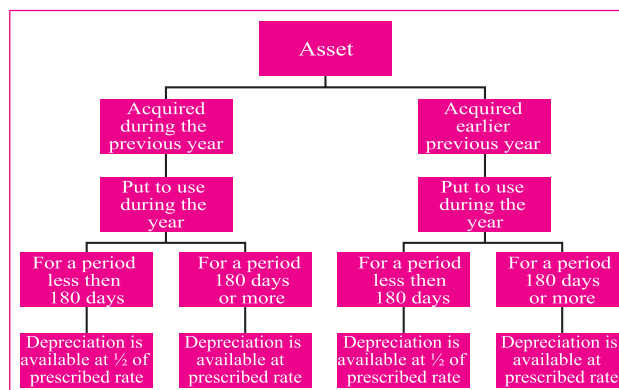 Asset
Acquired
during the
previous year
Acquired
earlier
previous year
Put to use
during the
year
Put to use
during the
year
For a period
less then
180 days
For a period
180 days
or more
For a period
less then
180 days
For a period
180 days
or more
Depreciation is
available at ½ of
prescribed rate
Depreciation is
available at
prescribed rate
Depreciation is
available at ½ of
prescribed rate
Depreciation is
available at
prescribed rate